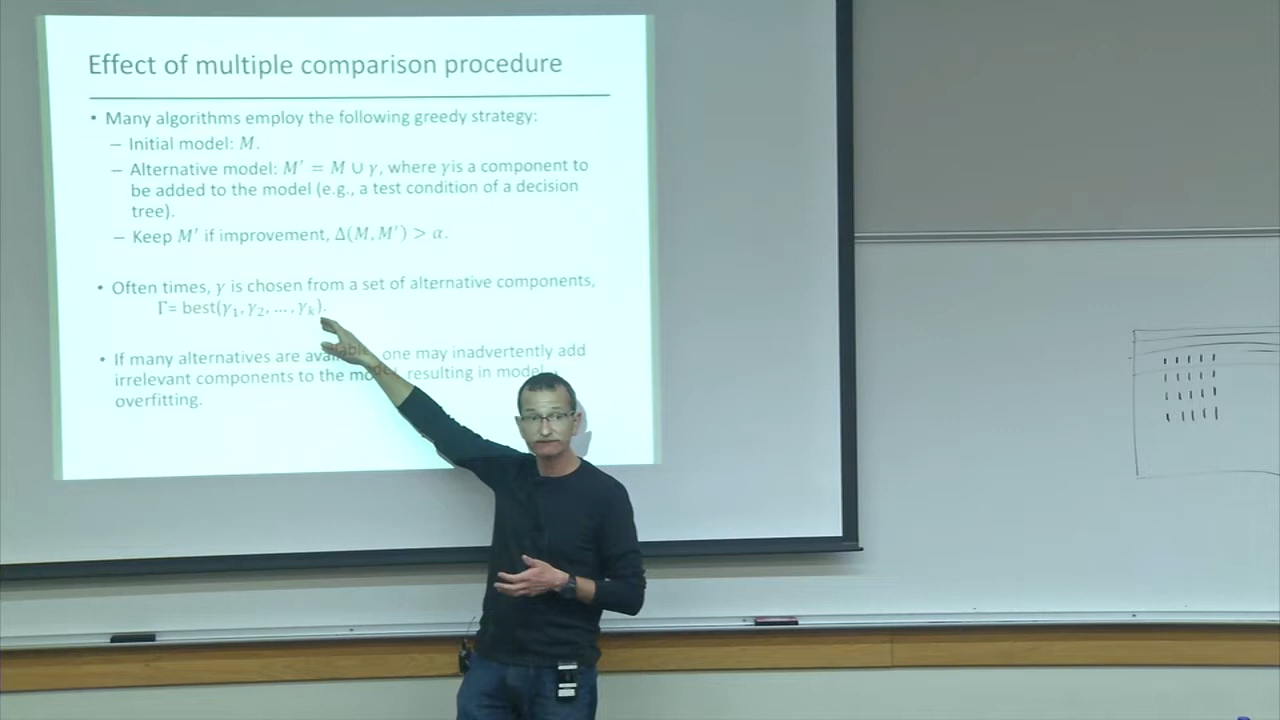 Effect of multiple comparison procedure
• Many algorithms employ the following greedy strategy:
– Initial model: M.
– Alternative model: M′ = M ∪ γ, where γ is a component to
be added to the model (e.g., a test condition of a decision
tree).
– Keep M′ if improvement, Δ(M, M′) > α.
• Often times, γ is chosen from a set of alternative components,
Γ= best(γ₁, γ₂, … , γₖ).
• If many alternatives are available, one may inadvertently add
irrelevant components to the model, resulting in model
overfitting.